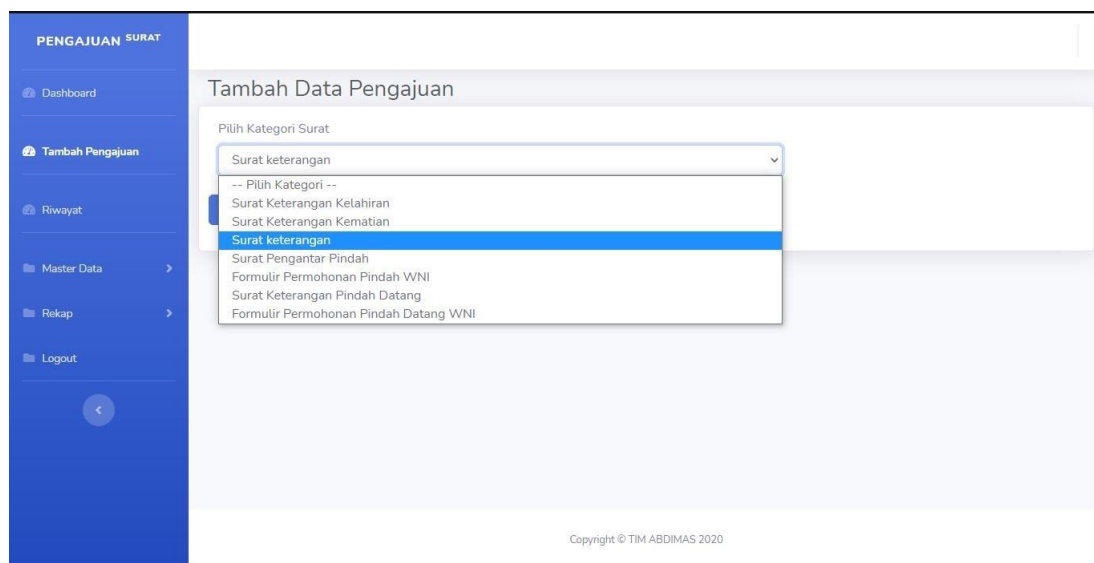 PENGAJUAN SURAT
Dashboard
Tambah Pengajuan
Riwayat
Master Data
Rekap
Logout
Tambah Data Pengajuan
Pilih Kategori Surat
Surat keterangan
-- Pilih Kategori --
Surat Keterangan Kelahiran
Surat Keterangan Kematian
Surat keterangan
Surat Pengantar Pindah
Formulir Permohonan Pindah WNI
Surat Keterangan Pindah Datang
Formulir Permohonan Pindah Datang WNI
Copyright © TIM ABDIMAS 2020